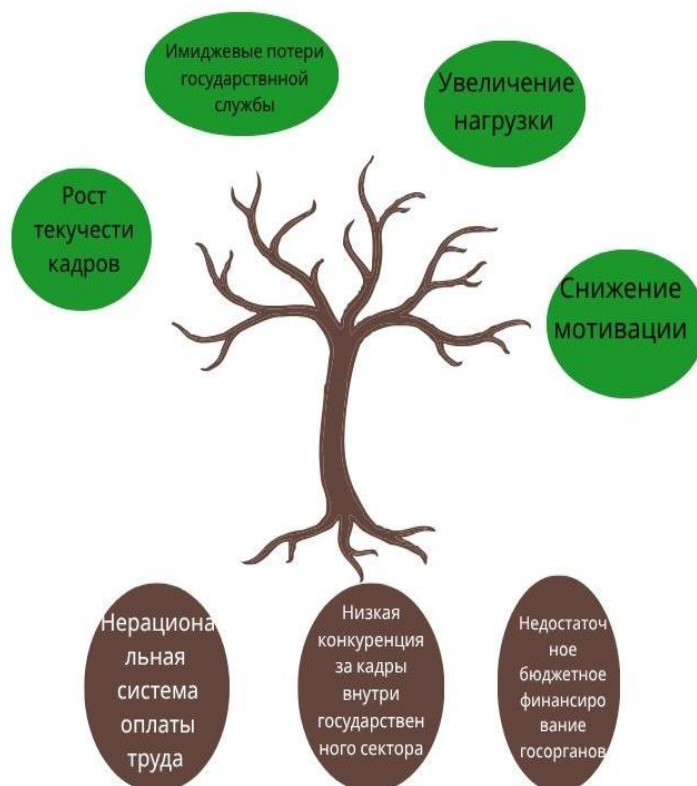 Имиджевые потери
государствнной
службы
Увеличение
нагрузки
Рост
текучести
кадров
Снижение
мотивации
Нерациона
льная
система
оплаты
труда
Низкая
конкуренция
за кадры
внутри
государствен
ного сектора
Недостаточ
ное
бюджетное
финансиро
вание
госорганов